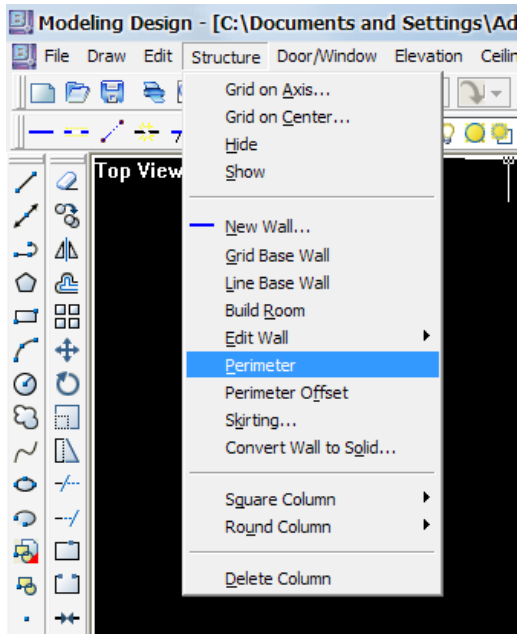 Modeling Design - [C:\Documents and Settings\Ad
File Draw Edit Structure Door/Window Elevation Ceilin
Top View
Grid on Axis...
Grid on Center...
Hide
Show
New Wall...
Grid Base Wall
Line Base Wall
Build Room
Edit Wall
Perimeter
Perimeter Offset
Skirting...
Convert Wall to Solid...
Square Column
Round Column
Delete Column